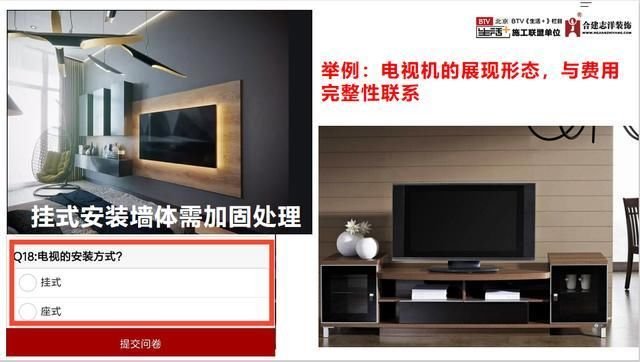 BTV 北京 BTV《生活+》栏目
生活+ 施工联盟单位
合建志洋装饰
WWW.HEJIANZHIYANG.COM
举例：电视机的展现形态，与费用
完整性联系
挂式安装墙体需加固处理
Q18:电视的安装方式?
挂式
座式
提交问卷